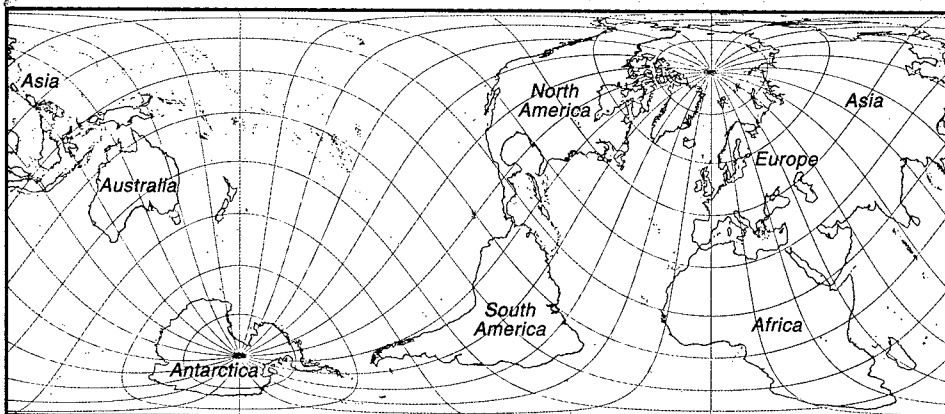 Asia
North
America
Asia
Europe
Australia
South
America
Africa
Antarctica